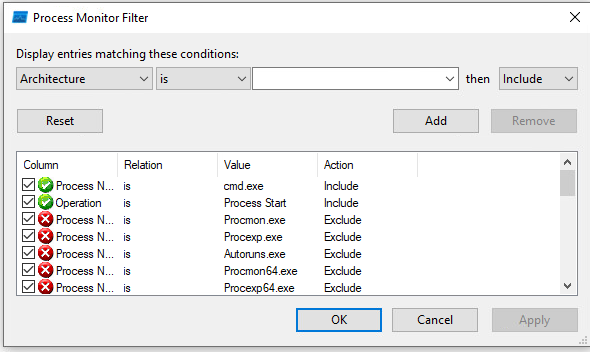 Process Monitor Filter
Display entries matching these conditions:
Architecture is then Include
Reset Add Remove
Column Relation Value Action
Process N... is cmd.exe Include
Operation is Process Start Include
Process N... is Procmon.exe Exclude
Process N... is Procexp.exe Exclude
Process N... is Autoruns.exe Exclude
Process N... is Procmon64.exe Exclude
Process N... is Procexp64.exe Exclude
OK Cancel Apply